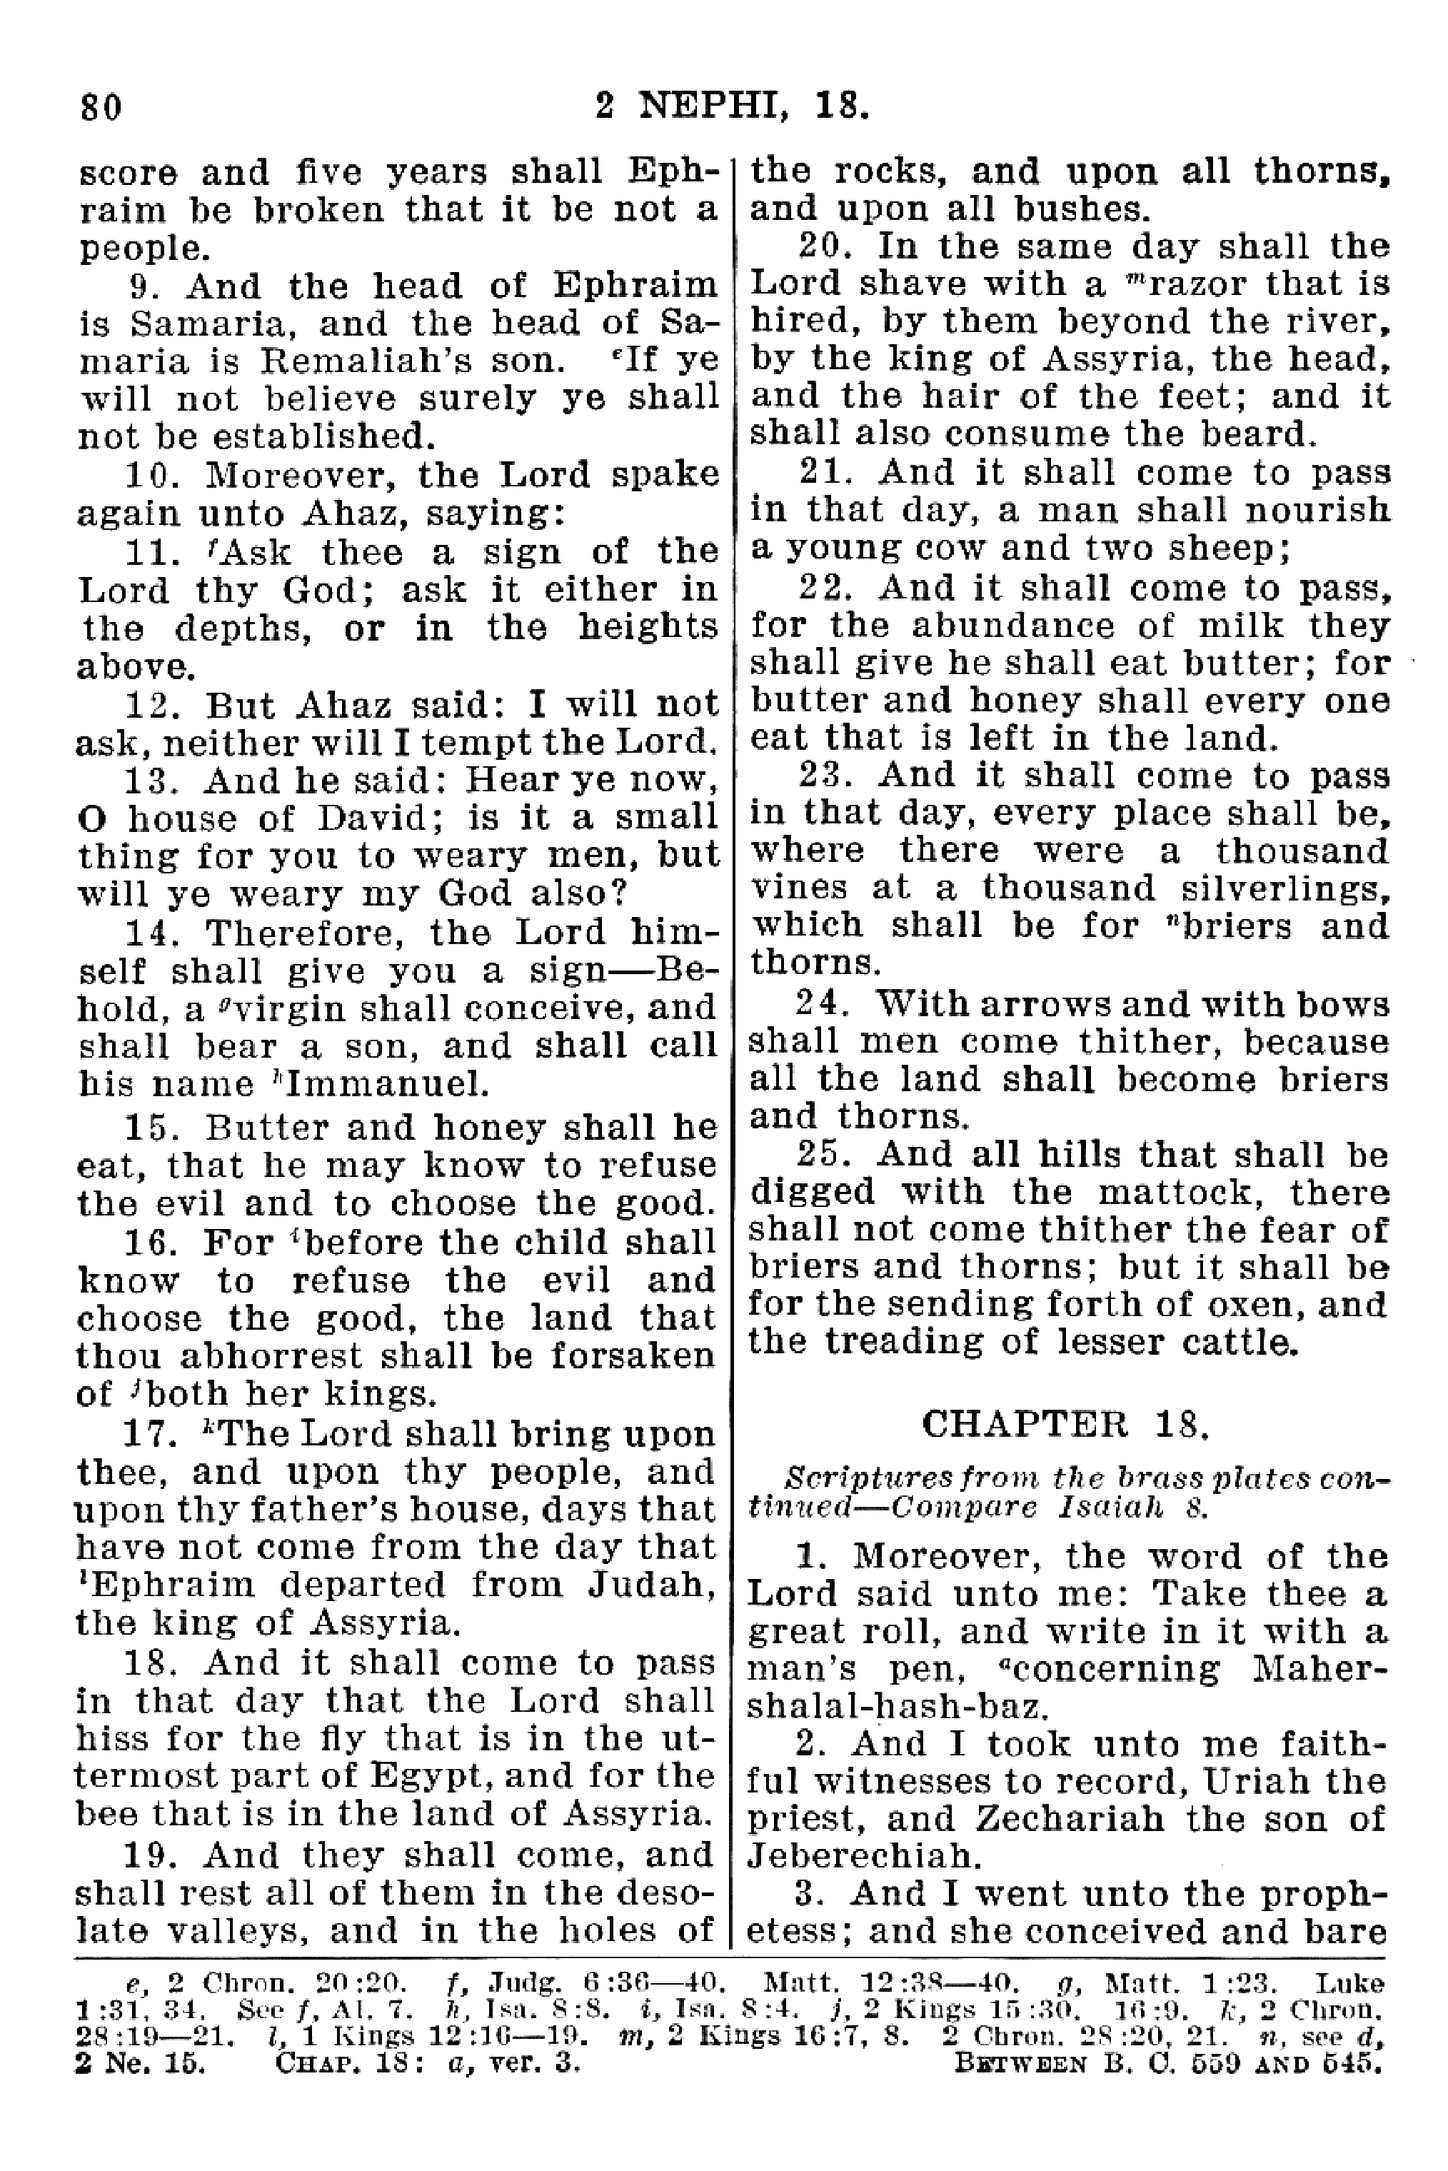 80
2 NEPHI, 18.
score and five years shall Eph-
raim be broken that it be not a
people.
9. And the head of Ephraim
is Samaria, and the head of Sa-
maria is Remaliah's son. eIf ye
will not believe surely ye shall
not be established.
10. Moreover, the Lord spake
again unto Ahaz, saying:
11. fAsk thee a sign of the
Lord thy God; ask it either in
the depths, or in the heights
above.
12. But Ahaz said: I will not
ask, neither will I tempt the Lord.
13. And he said: Hear ye now,
O house of David; is it a small
thing for you to weary men, but
will ye weary my God also?
14. Therefore, the Lord him-
self shall give you a sign—Be-
hold, a gvirgin shall conceive, and
shall bear a son, and shall call
his name hImmanuel.
15. Butter and honey shall he
eat, that he may know to refuse
the evil and to choose the good.
16. For ibefore the child shall
know to refuse the evil and
choose the good, the land that
thou abhorrest shall be forsaken
of jboth her kings.
17. kThe Lord shall bring upon
thee, and upon thy people, and
upon thy father's house, days that
have not come from the day that
lEphraim departed from Judah,
the king of Assyria.
18. And it shall come to pass
in that day that the Lord shall
hiss for the fly that is in the ut-
termost part of Egypt, and for the
bee that is in the land of Assyria.
19. And they shall come, and
shall rest all of them in the deso-
late valleys, and in the holes of
the rocks, and upon all thorns,
and upon all bushes.
20. In the same day shall the
Lord shave with a mrazor that is
hired, by them beyond the river,
by the king of Assyria, the head,
and the hair of the feet; and it
shall also consume the beard.
21. And it shall come to pass
in that day, a man shall nourish
a young cow and two sheep;
22. And it shall come to pass,
for the abundance of milk they
shall give he shall eat butter; for
butter and honey shall every one
eat that is left in the land.
23. And it shall come to pass
in that day, every place shall be,
where there were a thousand
vines at a thousand silverlings,
which shall be for nbriers and
thorns.
24. With arrows and with bows
shall men come thither, because
all the land shall become briers
and thorns.
25. And all hills that shall be
digged with the mattock, there
shall not come thither the fear of
briers and thorns; but it shall be
for the sending forth of oxen, and
the treading of lesser cattle.
CHAPTER 18.
Scriptures from the brass plates con-
tinued—Compare Isaiah 8.
1. Moreover, the word of the
Lord said unto me: Take thee a
great roll, and write in it with a
man's pen, aconcerning Maher-
shalal-hash-baz.
2. And I took unto me faith-
ful witnesses to record, Uriah the
priest, and Zechariah the son of
Jeberechiah.
3. And I went unto the proph-
etess; and she conceived and bare
e, 2 Chron. 20:20. f, Judg. 6:36—40. Matt. 12:38—40. g, Matt. 1:23. Luke
1:31, 34. See f, Al. 7. h, Isa. 8:8. i, Isa. 8:4. j, 2 Kings 15:30. 16:9. k, 2 Chron.
28:19—21. l, 1 Kings 12:16—19. m, 2 Kings 16:7, 8. 2 Chron. 28:20, 21. n, see d,
2 Ne. 15. CHAP. 18: a, ver. 3. BETWEEN B. C. 559 AND 545.